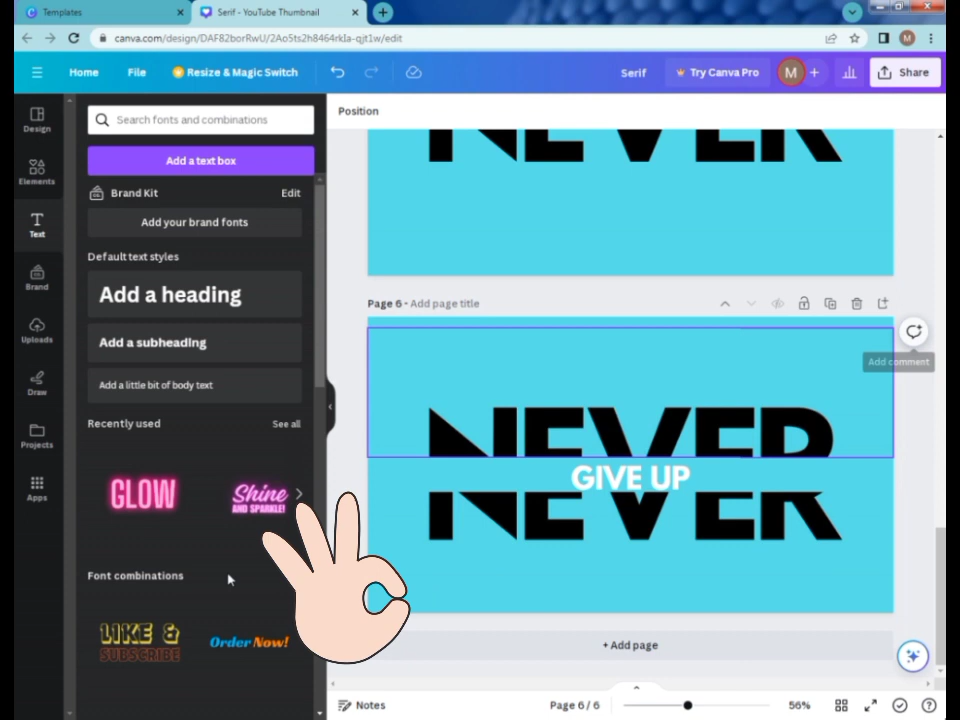 Templates
Serif - YouTube Thumbnail
canva.com/design/DAF82borRwU/2Ao5ts2h8464rkIa-qjt1w/edit
M
Home
File
Resize & Magic Switch
Serif
Try Canva Pro
M
Share
Design
Elements
Text
Brand
Uploads
Draw
Projects
Apps
Search fonts and combinations
Add a text box
Brand Kit
Edit
Add your brand fonts
Default text styles
Add a heading
Add a subheading
Add a little bit of body text
Recently used
See all
GLOW
Shine
AND SPARKLE!
Font combinations
LIKE &
SUBSCRIBE
Order Now!
Position
NEVER
Page 6 - Add page title
Add comment
NEVER
GIVE UP
NEVER
+ Add page
Notes
Page 6 / 6
56%